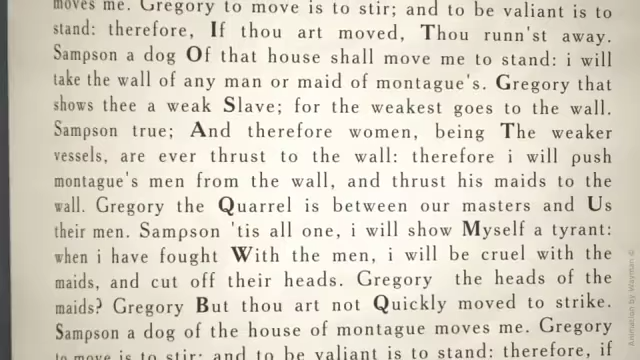 moves me. Gregory to move is to stir; and to be valiant is to
stand: therefore, If thou art moved, Thou runn'st away.
Sampson a dog Of that house shall move me to stand: i will
take the wall of any man or maid of montague's. Gregory that
shows thee a weak Slave; for the weakest goes to the wall.
Sampson true; And therefore women, being The weaker
vessels, are ever thrust to the wall: therefore i will push
montague's men from the wall, and thrust his maids to the
wall. Gregory the Quarrel is between our masters and Us
their men. Sampson 'tis all one, i will show Myself a tyrant:
when i have fought With the men, i will be cruel with the
maids, and cut off their heads. Gregory the heads of the
maids? Gregory But thou art not Quickly moved to strike.
Sampson a dog of the house of montague moves me. Gregory
to move is to stir; and to be valiant is to stand: therefore, if
Animation by Wayman ©